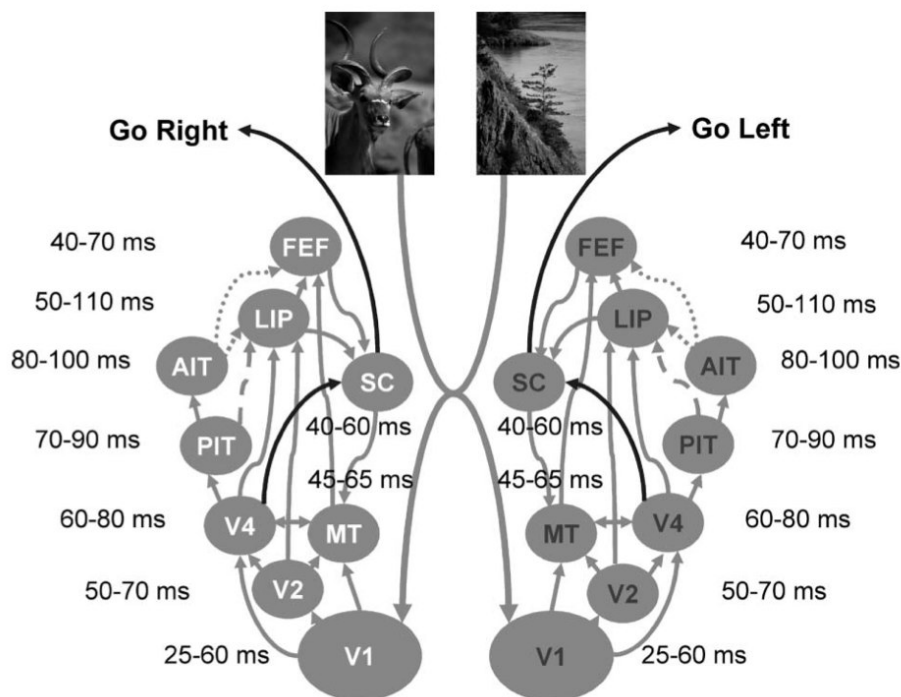 Go Right
Go Left
40-70 ms
FEF
FEF
40-70 ms
50-110 ms
LIP
LIP
50-110 ms
80-100 ms
AIT
SC
SC
AIT
80-100 ms
40-60 ms
40-60 ms
70-90 ms
PIT
PIT
70-90 ms
45-65 ms
45-65 ms
60-80 ms
V4
MT
MT
V4
60-80 ms
50-70 ms
V2
V2
50-70 ms
25-60 ms
V1
V1
25-60 ms